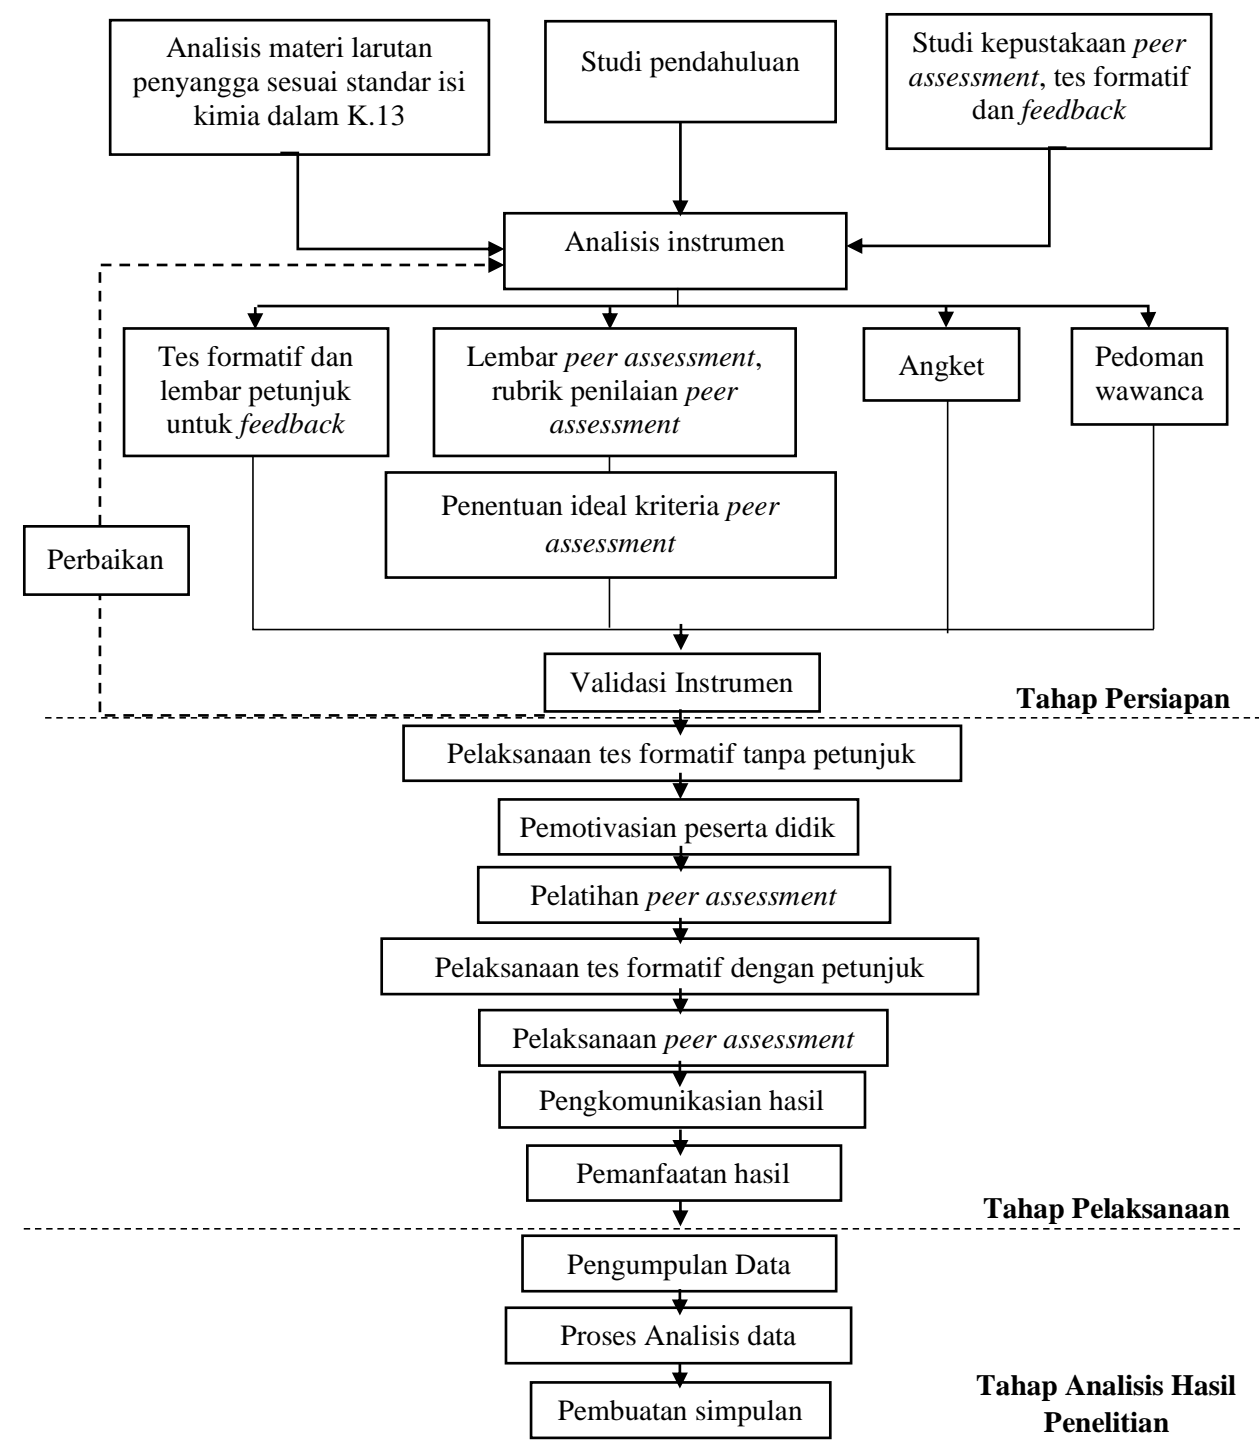 Analisis materi larutan
penyangga sesuai standar isi
kimia dalam K.13
Studi pendahuluan
Studi kepustakaan peer
assessment, tes formatif
dan feedback
Analisis instrumen
Tes formatif dan
lembar petunjuk
untuk feedback
Lembar peer assessment,
rubrik penilaian peer
assessment
Angket
Pedoman
wawanca
Penentuan ideal kriteria peer
assessment
Perbaikan
Validasi Instrumen
Tahap Persiapan
Pelaksanaan tes formatif tanpa petunjuk
Pemotivasian peserta didik
Pelatihan peer assessment
Pelaksanaan tes formatif dengan petunjuk
Pelaksanaan peer assessment
Pengkomunikasian hasil
Pemanfaatan hasil
Tahap Pelaksanaan
Pengumpulan Data
Proses Analisis data
Pembuatan simpulan
Tahap Analisis Hasil
Penelitian